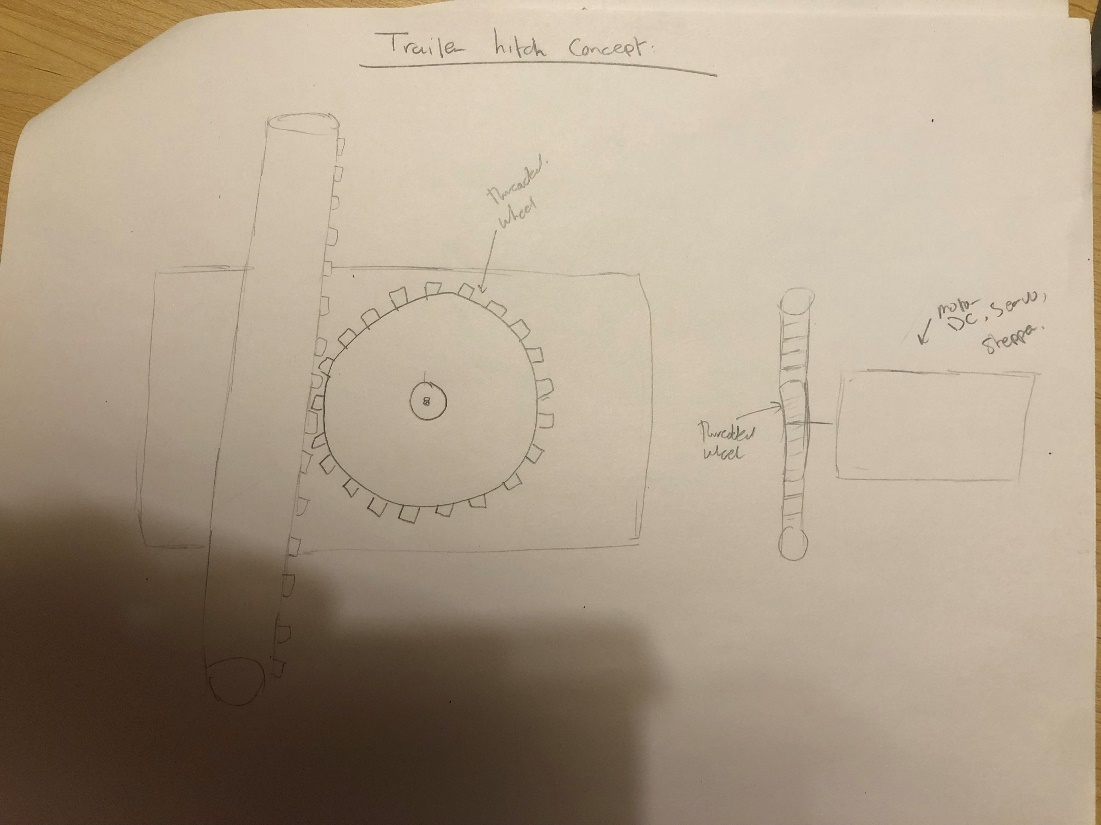 Trailer hitch Concept:
threaded
wheel
motor
DC, Servo,
Stepper.
threaded
wheel